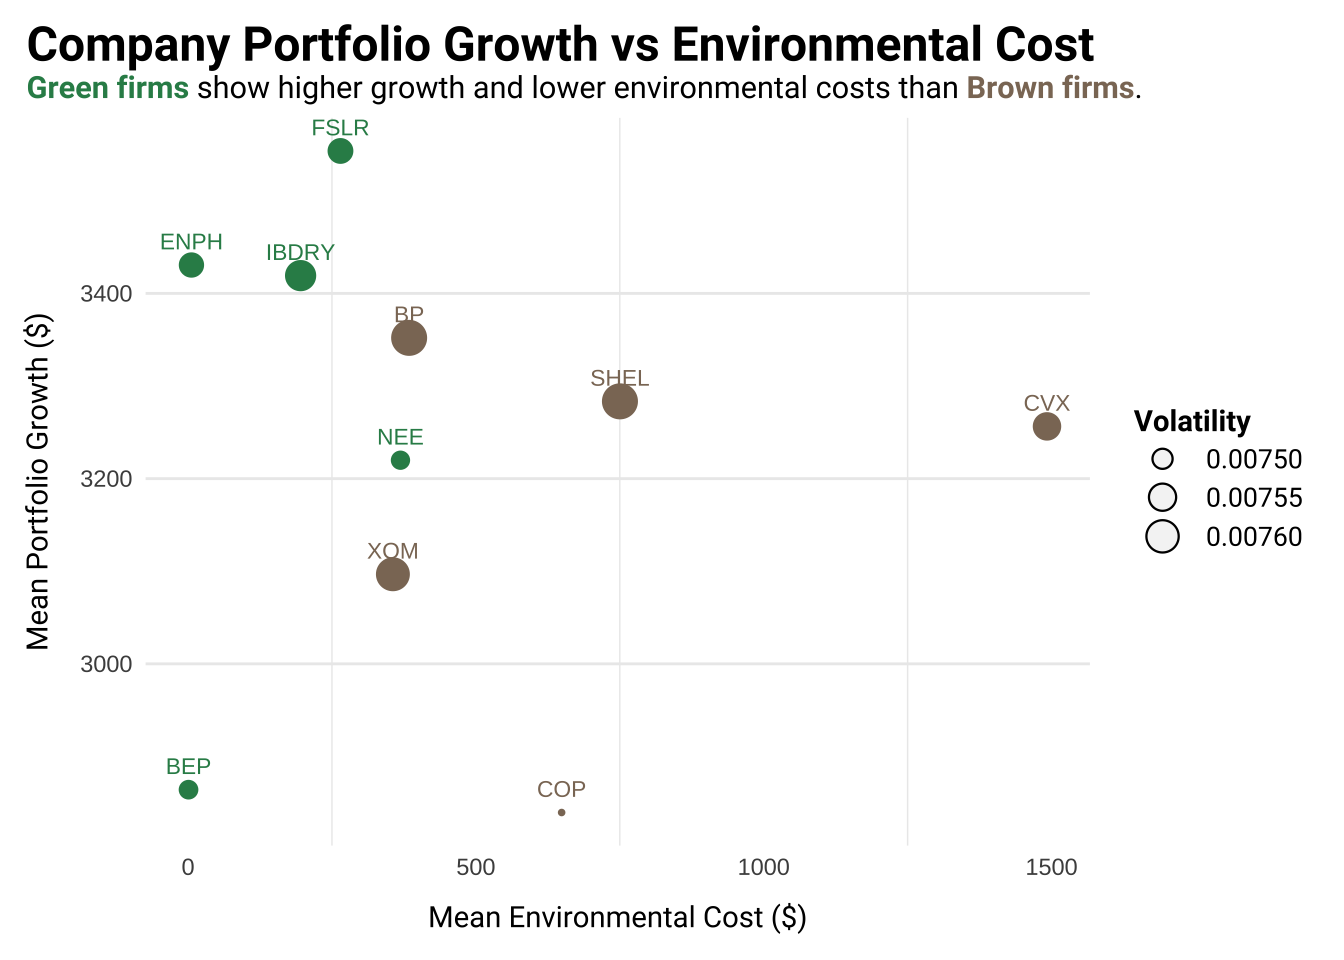 Company Portfolio Growth vs Environmental Cost
Green firms show higher growth and lower environmental costs than Brown firms.
FSLR
ENPH
IBDRY
3400
BP
SHEL
CVX
NEE
3200
XOM
3000
BEP
COP
0 500 1000 1500
Mean Environmental Cost ($)
Mean Portfolio Growth ($)
Volatility
0.00750
0.00755
0.00760